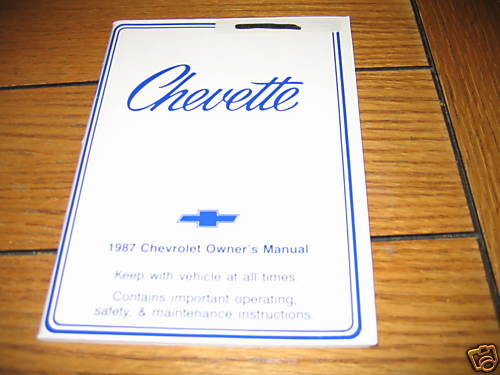 Chevette
1987 Chevrolet Owner's Manual
Keep with vehicle at all times
Contains important operating,
safety, & maintenance instructions